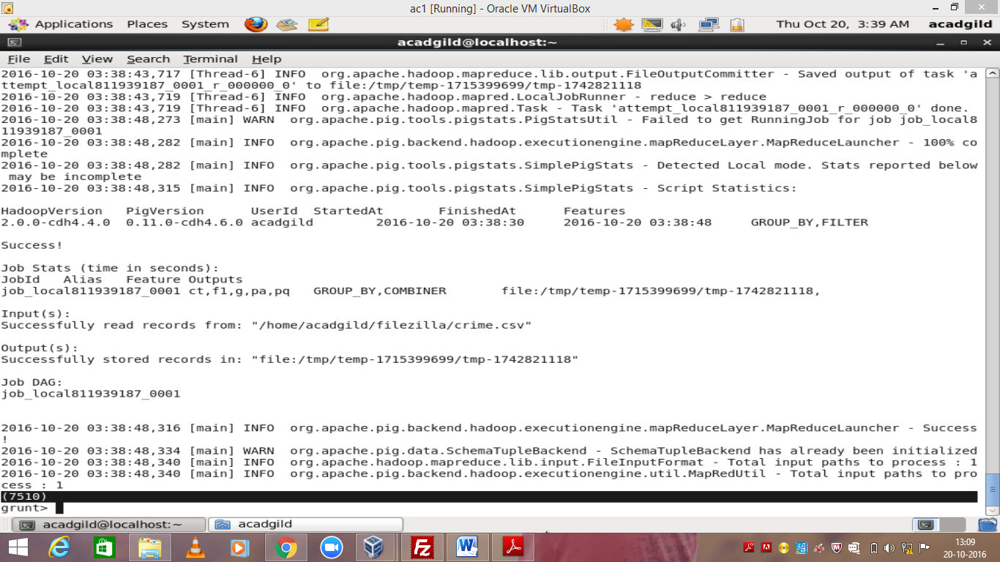 ac1 [Running] - Oracle VM VirtualBox
Applications Places System Thu Oct 20, 3:39 AM acadgild
acadgild@localhost:~
File Edit View Search Terminal Help
2016-10-20 03:38:43,717 [Thread-6] INFO  org.apache.hadoop.mapreduce.lib.output.FileOutputCommitter - Saved output of task 'a
ttempt_local811939187_0001_r_000000_0' to file:/tmp/temp-1715399699/tmp-1742821118
2016-10-20 03:38:43,719 [Thread-6] INFO  org.apache.hadoop.mapred.LocalJobRunner - reduce > reduce
2016-10-20 03:38:43,719 [Thread-6] INFO  org.apache.hadoop.mapred.Task - Task 'attempt_local811939187_0001_r_000000_0' done.
2016-10-20 03:38:48,273 [main] WARN  org.apache.pig.tools.pigstats.PigStatsUtil - Failed to get RunningJob for job job_local8
11939187_0001
2016-10-20 03:38:48,282 [main] INFO  org.apache.pig.backend.hadoop.executionengine.mapReduceLayer.MapReduceLauncher - 100% co
mplete
2016-10-20 03:38:48,282 [main] INFO  org.apache.pig.tools.pigstats.SimplePigStats - Detected Local mode. Stats reported below
 may be incomplete
2016-10-20 03:38:48,315 [main] INFO  org.apache.pig.tools.pigstats.SimplePigStats - Script Statistics:
HadoopVersion PigVersion UserId StartedAt FinishedAt Features
2.0.0-cdh4.4.0 0.11.0-cdh4.6.0 acadgild 2016-10-20 03:38:30 2016-10-20 03:38:48 GROUP_BY,FILTER
Success!
Job Stats (time in seconds):
JobId Alias Feature Outputs
job_local811939187_0001 ct,f1,g,pa,pq GROUP_BY,COMBINER file:/tmp/temp-1715399699/tmp-1742821118,
Input(s):
Successfully read records from: "/home/acadgild/filezilla/crime.csv"
Output(s):
Successfully stored records in: "file:/tmp/temp-1715399699/tmp-1742821118"
Job DAG:
job_local811939187_0001
2016-10-20 03:38:48,316 [main] INFO  org.apache.pig.backend.hadoop.executionengine.mapReduceLayer.MapReduceLauncher - Success
!
2016-10-20 03:38:48,334 [main] WARN  org.apache.pig.data.SchemaTupleBackend - SchemaTupleBackend has already been initialized
2016-10-20 03:38:48,340 [main] INFO  org.apache.hadoop.mapreduce.lib.input.FileInputFormat - Total input paths to process : 1
2016-10-20 03:38:48,340 [main] INFO  org.apache.pig.backend.hadoop.executionengine.util.MapRedUtil - Total input paths to pro
cess : 1
(7510)
grunt>
acadgild@localhost:~ acadgild
13:09
20-10-2016